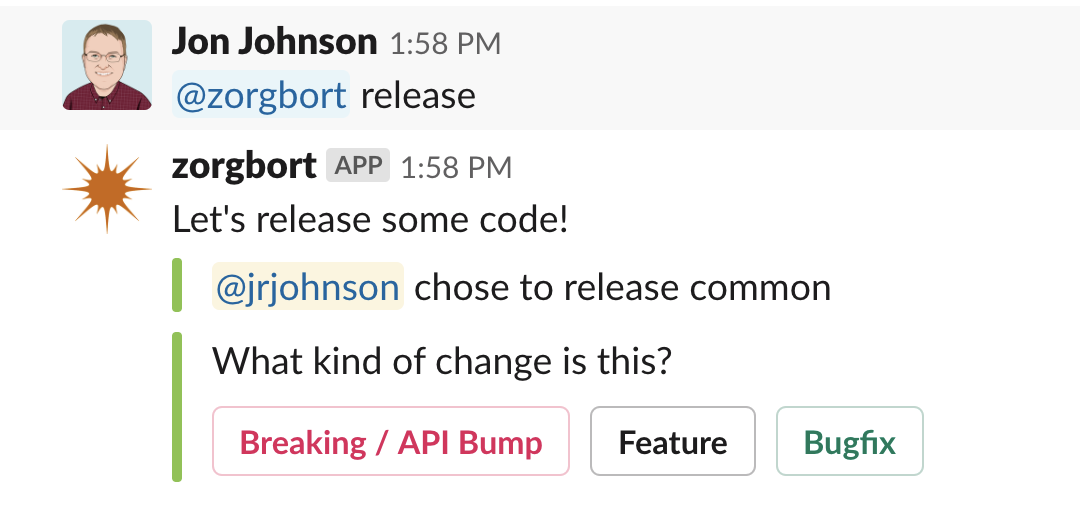 Jon Johnson 1:58 PM
@zorgbort release
zorgbort APP 1:58 PM
Let's release some code!
@jrjohnson chose to release common
What kind of change is this?
Breaking / API Bump Feature Bugfix